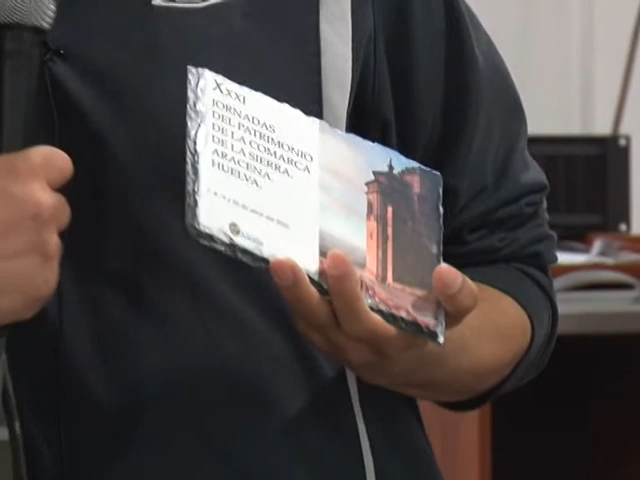 XXXI
JORNADAS
DEL PATRIMONIO
DE LA COMARCA
DE LA SIERRA.
ARACENA.
HUELVA.